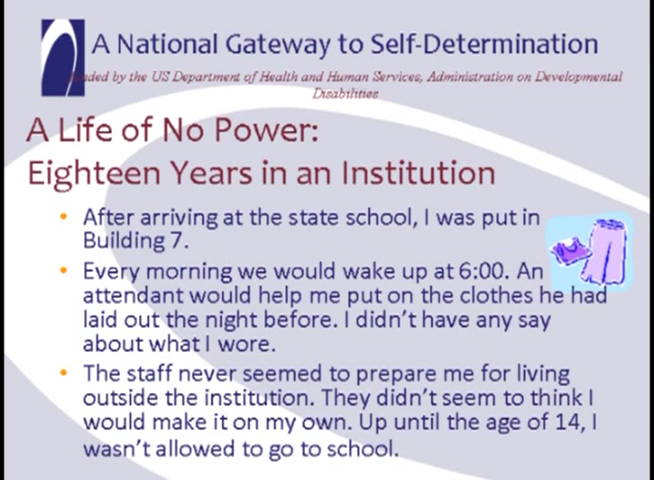 A National Gateway to Self-Determination
ded by the US Department of Health and Human Services, Administration on Developmental
Disabilities
A Life of No Power:
Eighteen Years in an Institution
• After arriving at the state school, I was put in
Building 7.
• Every morning we would wake up at 6:00. An
attendant would help me put on the clothes he had
laid out the night before. I didn't have any say
about what I wore.
• The staff never seemed to prepare me for living
outside the institution. They didn't seem to think I
would make it on my own. Up until the age of 14, I
wasn't allowed to go to school.